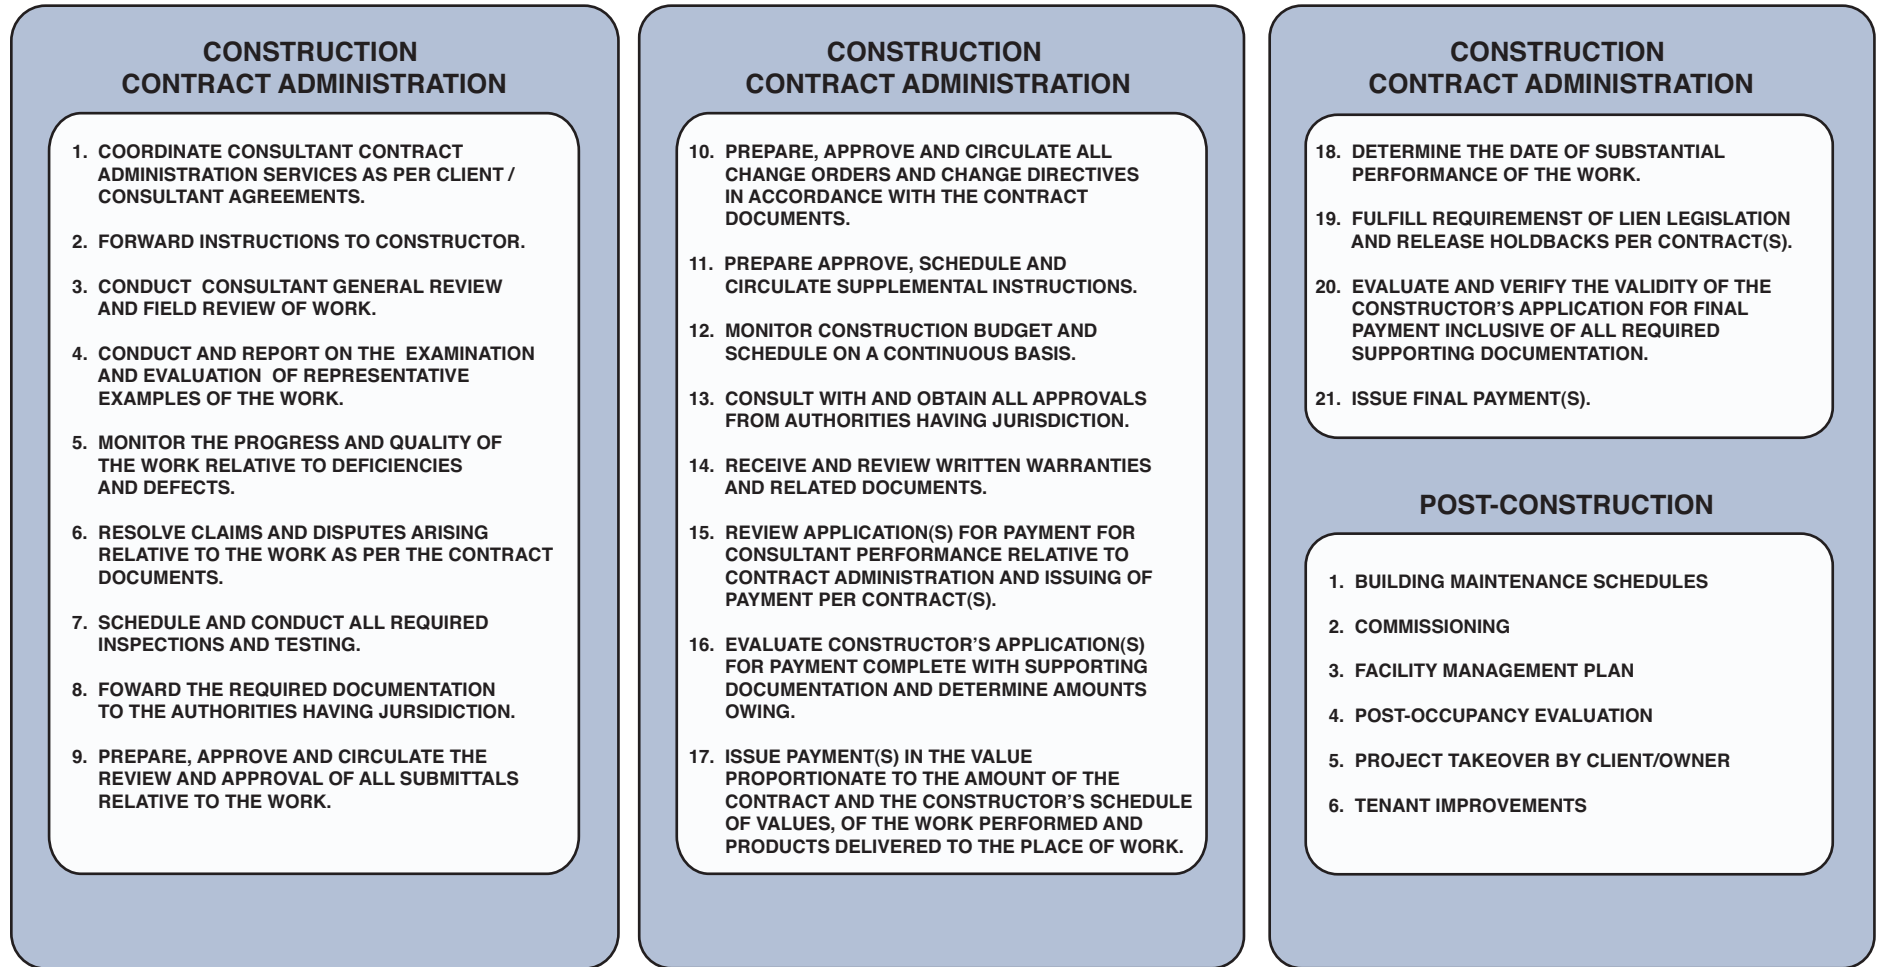 CONSTRUCTION
CONTRACT ADMINISTRATION
1. COORDINATE CONSULTANT CONTRACT
ADMINISTRATION SERVICES AS PER CLIENT /
CONSULTANT AGREEMENTS.
2. FORWARD INSTRUCTIONS TO CONSTRUCTOR.
3. CONDUCT CONSULTANT GENERAL REVIEW
AND FIELD REVIEW OF WORK.
4. CONDUCT AND REPORT ON THE EXAMINATION
AND EVALUATION OF REPRESENTATIVE
EXAMPLES OF THE WORK.
5. MONITOR THE PROGRESS AND QUALITY OF
THE WORK RELATIVE TO DEFICIENCIES
AND DEFECTS.
6. RESOLVE CLAIMS AND DISPUTES ARISING
RELATIVE TO THE WORK AS PER THE CONTRACT
DOCUMENTS.
7. SCHEDULE AND CONDUCT ALL REQUIRED
INSPECTIONS AND TESTING.
8. FOWARD THE REQUIRED DOCUMENTATION
TO THE AUTHORITIES HAVING JURSIDICTION.
9. PREPARE, APPROVE AND CIRCULATE THE
REVIEW AND APPROVAL OF ALL SUBMITTALS
RELATIVE TO THE WORK.
CONSTRUCTION
CONTRACT ADMINISTRATION
10. PREPARE, APPROVE AND CIRCULATE ALL
CHANGE ORDERS AND CHANGE DIRECTIVES
IN ACCORDANCE WITH THE CONTRACT
DOCUMENTS.
11. PREPARE APPROVE, SCHEDULE AND
CIRCULATE SUPPLEMENTAL INSTRUCTIONS.
12. MONITOR CONSTRUCTION BUDGET AND
SCHEDULE ON A CONTINUOUS BASIS.
13. CONSULT WITH AND OBTAIN ALL APPROVALS
FROM AUTHORITIES HAVING JURISDICTION.
14. RECEIVE AND REVIEW WRITTEN WARRANTIES
AND RELATED DOCUMENTS.
15. REVIEW APPLICATION(S) FOR PAYMENT FOR
CONSULTANT PERFORMANCE RELATIVE TO
CONTRACT ADMINISTRATION AND ISSUING OF
PAYMENT PER CONTRACT(S).
16. EVALUATE CONSTRUCTOR'S APPLICATION(S)
FOR PAYMENT COMPLETE WITH SUPPORTING
DOCUMENTATION AND DETERMINE AMOUNTS
OWING.
17. ISSUE PAYMENT(S) IN THE VALUE
PROPORTIONATE TO THE AMOUNT OF THE
CONTRACT AND THE CONSTRUCTOR'S SCHEDULE
OF VALUES, OF THE WORK PERFORMED AND
PRODUCTS DELIVERED TO THE PLACE OF WORK.
CONSTRUCTION
CONTRACT ADMINISTRATION
18. DETERMINE THE DATE OF SUBSTANTIAL
PERFORMANCE OF THE WORK.
19. FULFILL REQUIREMENST OF LIEN LEGISLATION
AND RELEASE HOLDBACKS PER CONTRACT(S).
20. EVALUATE AND VERIFY THE VALIDITY OF THE
CONSTRUCTOR'S APPLICATION FOR FINAL
PAYMENT INCLUSIVE OF ALL REQUIRED
SUPPORTING DOCUMENTATION.
21. ISSUE FINAL PAYMENT(S).
POST-CONSTRUCTION
1. BUILDING MAINTENANCE SCHEDULES
2. COMMISSIONING
3. FACILITY MANAGEMENT PLAN
4. POST-OCCUPANCY EVALUATION
5. PROJECT TAKEOVER BY CLIENT/OWNER
6. TENANT IMPROVEMENTS